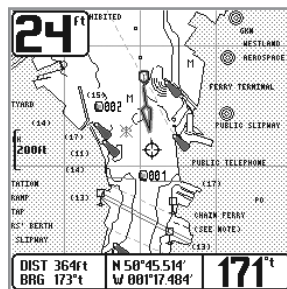 24 ft
HIBITED
GKN
WESTLAND
AEROSPACE
M
M
(15)
002
FERRY TERMINAL
TYARD
(14)
(17)
PUBLIC SLIPWAY
200ft
(11)
PUBLIC TELEPHONE
(14)
001
TATION
(17)
RAMP
(13)
PO
TAP
CHAIN FERRY
RS' BERTH
(SEE NOTE)
SLIPWAY
(13)
DIST 364ft
BRG 173°t
N 50°45.514'
W 001°17.484'
171°t